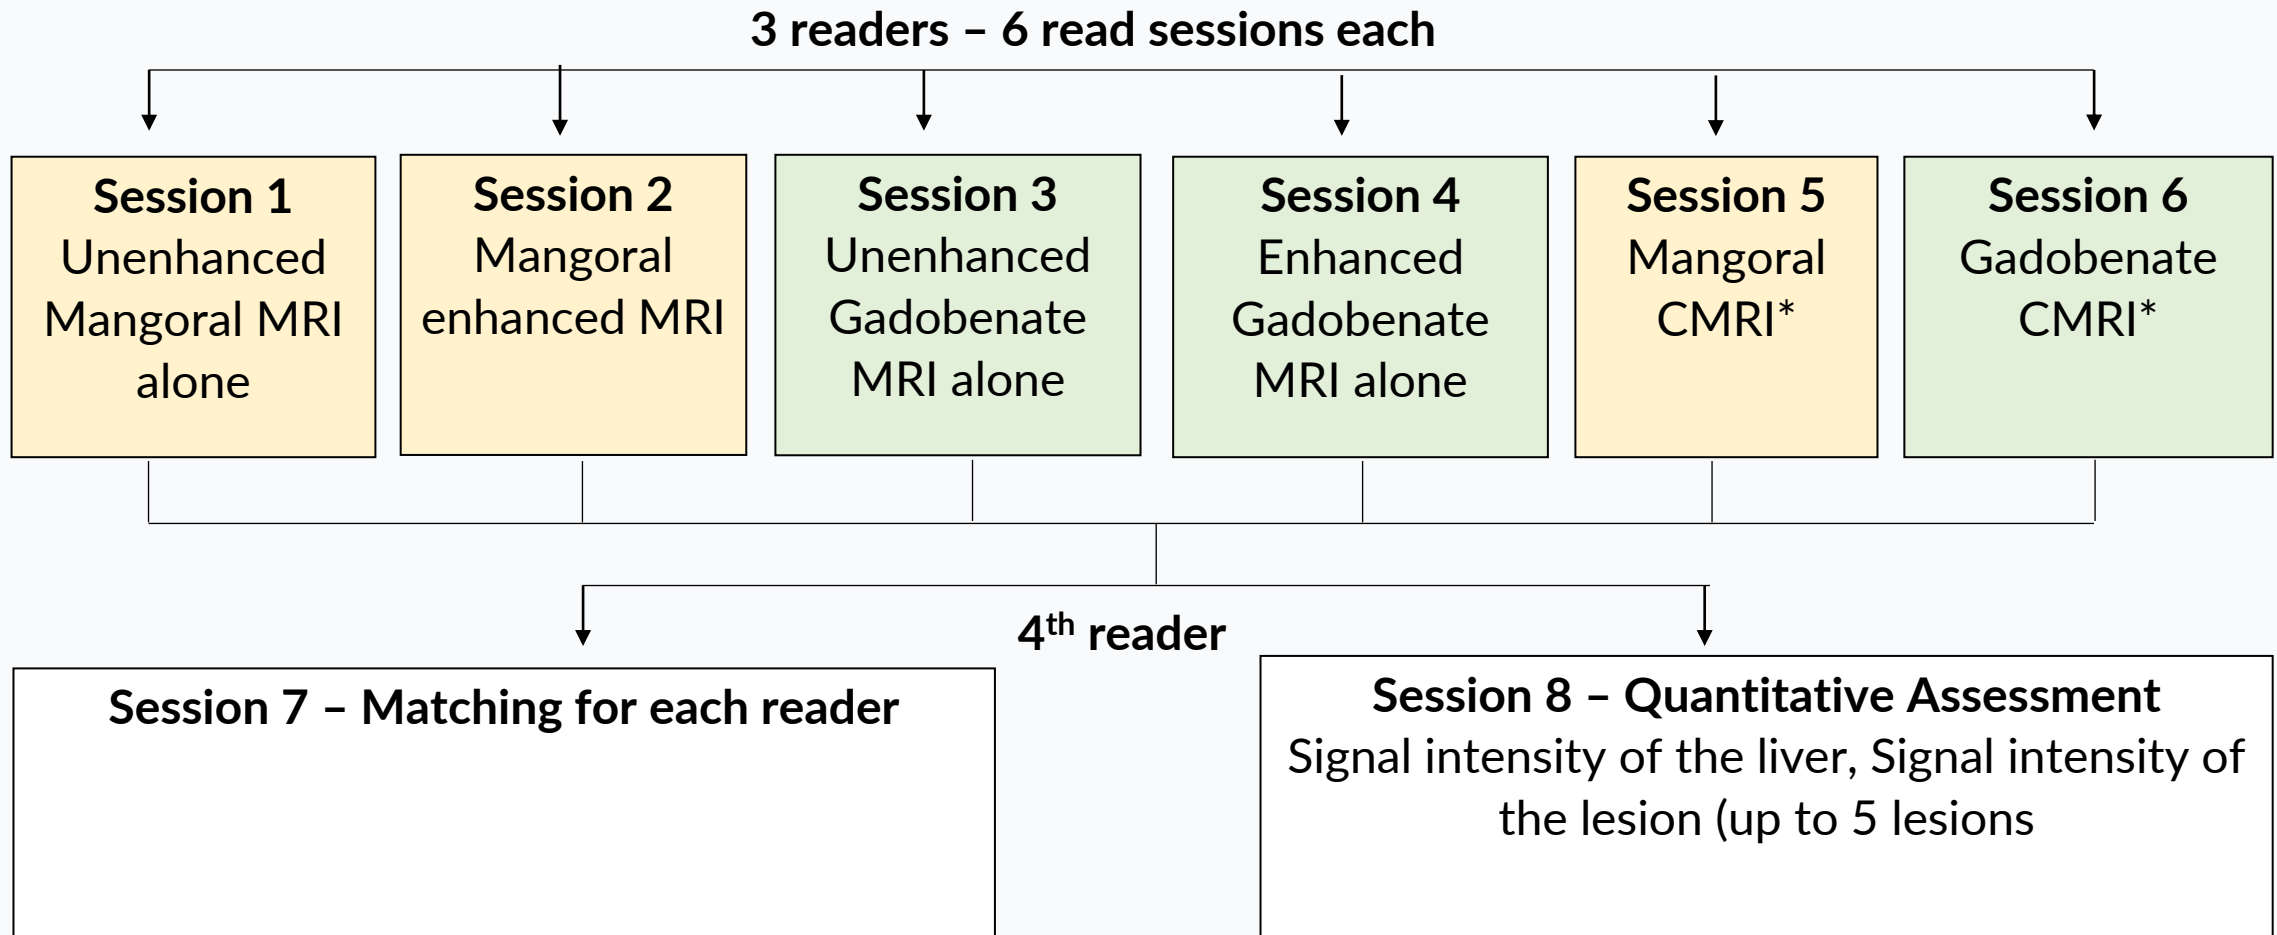 3 readers – 6 read sessions each
Session 1
Unenhanced
Mangoral MRI
alone
Session 2
Mangoral
enhanced MRI
Session 3
Unenhanced
Gadobenate
MRI alone
Session 4
Enhanced
Gadobenate
MRI alone
Session 5
Mangoral
CMRI*
Session 6
Gadobenate
CMRI*
4th reader
Session 7 – Matching for each reader
Session 8 – Quantitative Assessment
Signal intensity of the liver, Signal intensity of
the lesion (up to 5 lesions